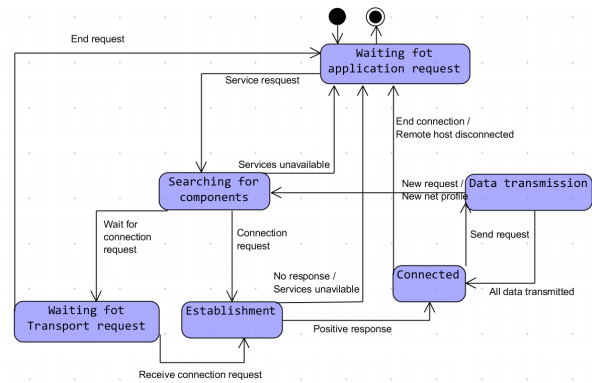 End request
Waiting fot
application request
Service resquest
End connection /
Remote host disconnected
Services unavailable
Searching for
components
New request /
New net profile
Data transmission
Wait for
connection
request
Connection
request
Send request
No response /
Services unavailable
Connected
All data transmitted
Waiting fot
Transport request
Establishment
Positive response
Receive connection request